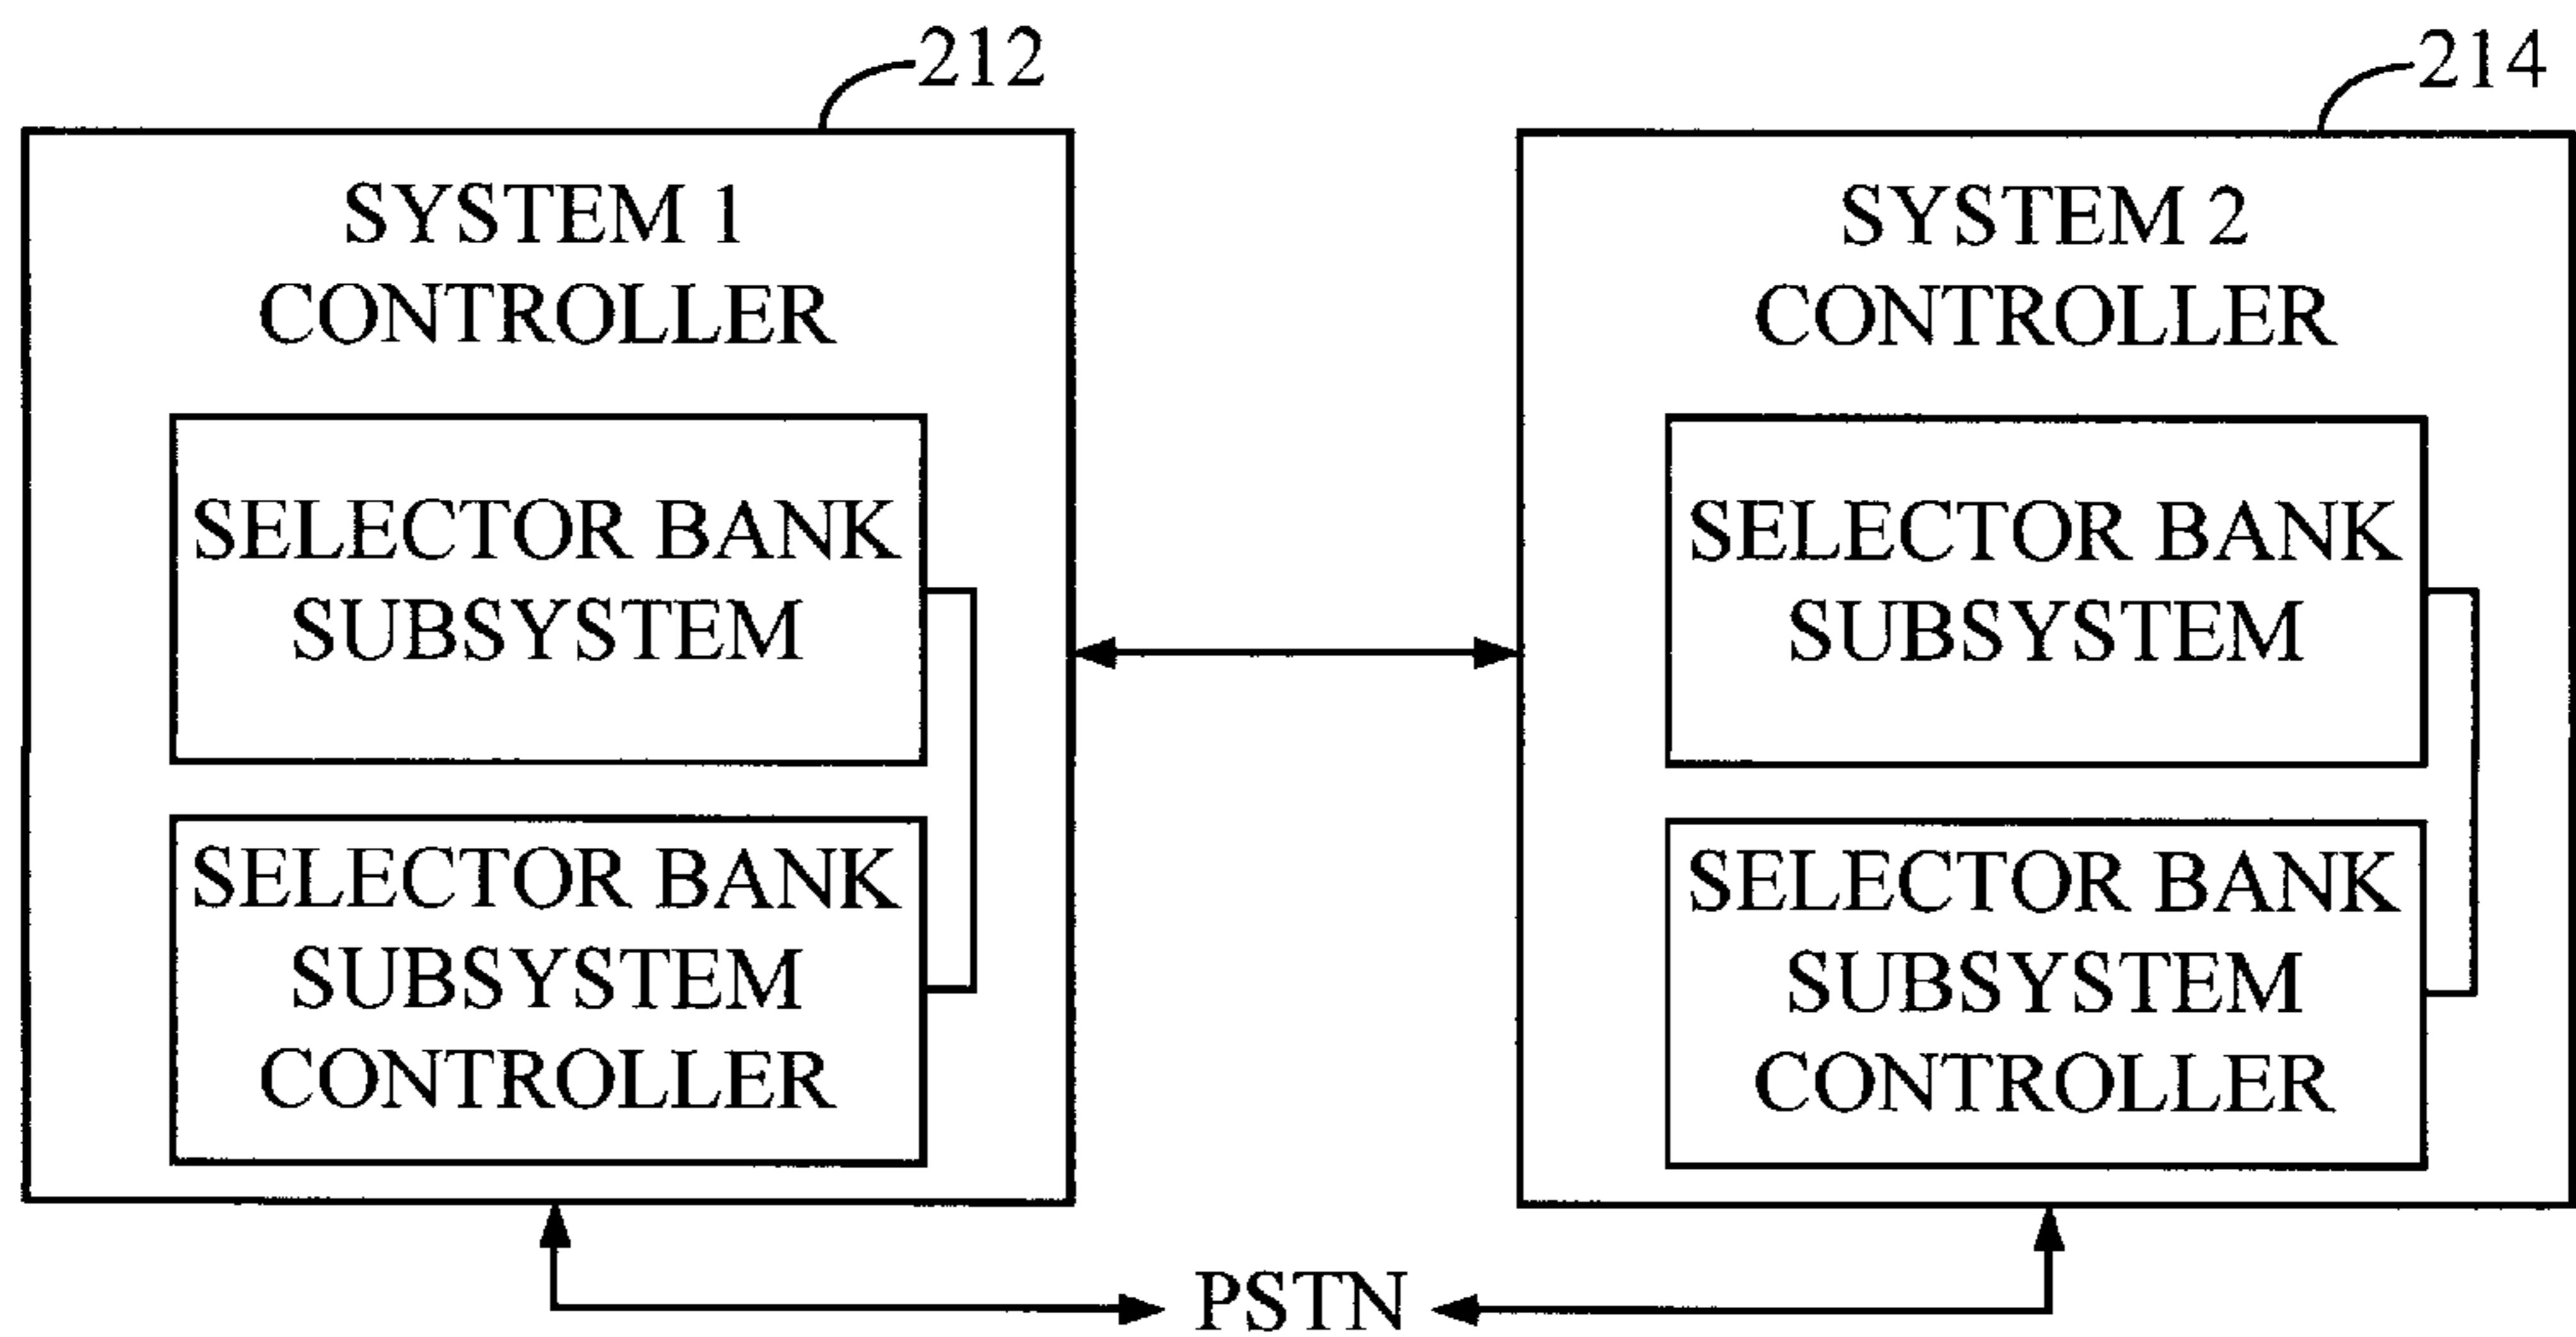 212
SYSTEM 1
CONTROLLER
SELECTOR BANK
SUBSYSTEM
SELECTOR BANK
SUBSYSTEM
CONTROLLER
214
SYSTEM 2
CONTROLLER
SELECTOR BANK
SUBSYSTEM
SELECTOR BANK
SUBSYSTEM
CONTROLLER
PSTN